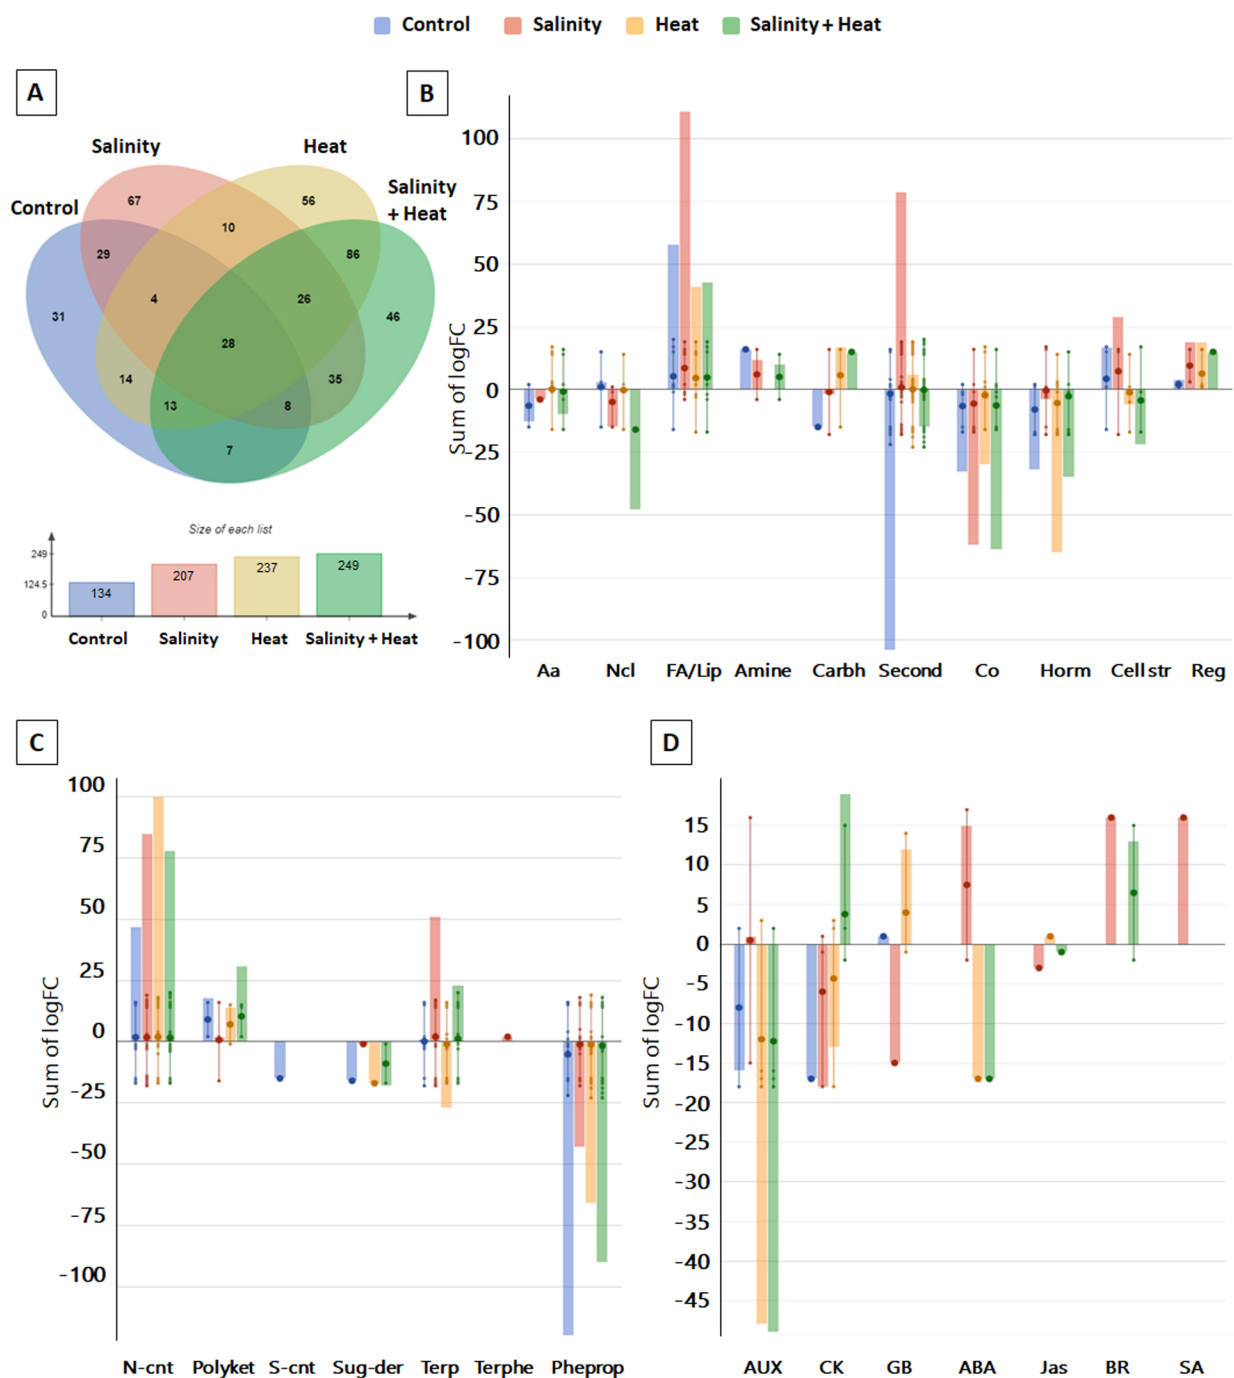 Control Salinity Heat Salinity + Heat
A
Salinity Heat
Control Salinity
+ Heat
67 10 56
29 86
4 26
31 28 46
14 35
13 8
7
Size of each list
249
124.5
0
134 207 237 249
Control Salinity Heat Salinity + Heat
B
Sum of logFC
100
75
50
25
0
-25
-50
-75
-100
Aa Ncl FA/Lip Amine Carbh Second Co Horm Cell str Reg
C
Sum of logFC
100
75
50
25
0
-25
-50
-75
-100
N-cnt Polyket S-cnt Sug-der Terp Terphe Pheprop
D
Sum of logFC
15
10
5
0
-5
-10
-15
-20
-25
-30
-35
-40
-45
AUX CK GB ABA Jas BR SA